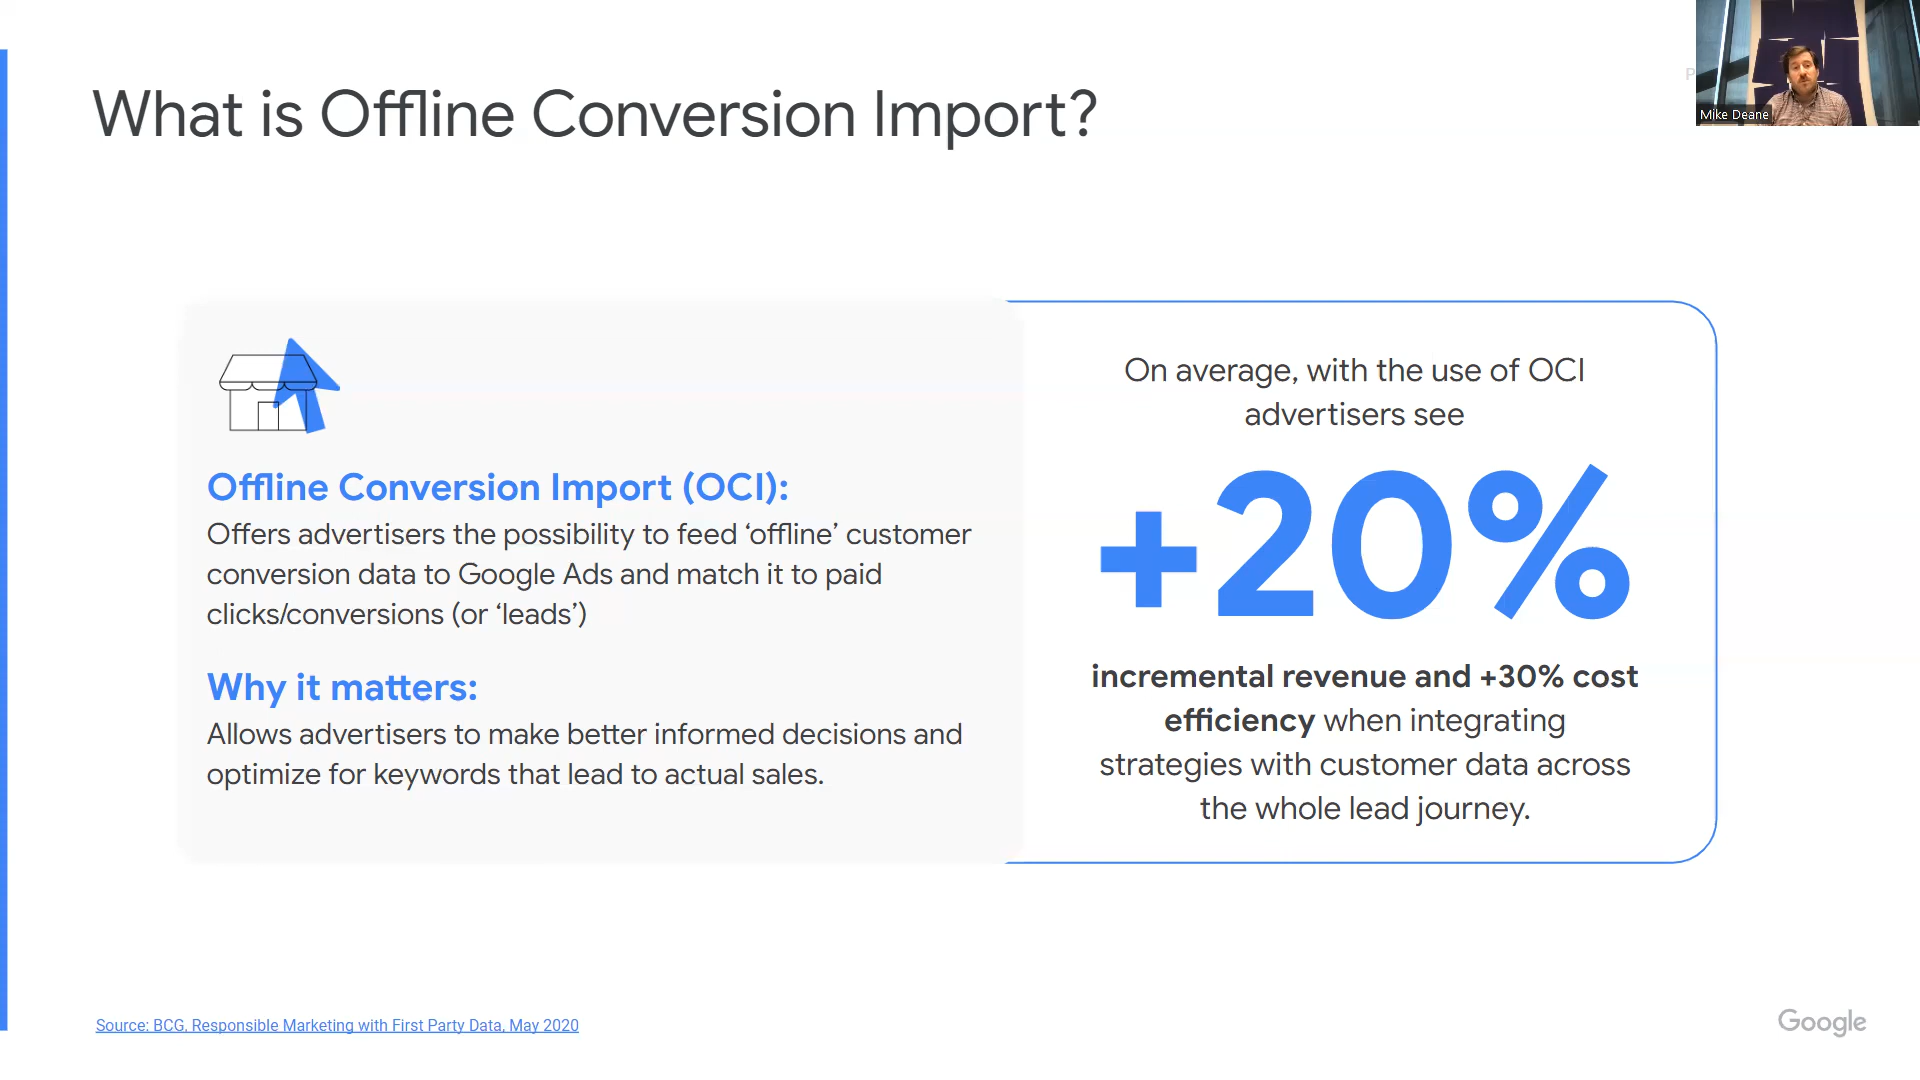 What is Offline Conversion Import?
P
Mike Deane
Offline Conversion Import (OCI):
Offers advertisers the possibility to feed ‘offline’ customer
conversion data to Google Ads and match it to paid
clicks/conversions (or ‘leads’)
Why it matters:
Allows advertisers to make better informed decisions and
optimize for keywords that lead to actual sales.
On average, with the use of OCI
advertisers see
+20%
incremental revenue and +30% cost
efficiency when integrating
strategies with customer data across
the whole lead journey.
Source: BCG, Responsible Marketing with First Party Data, May 2020
Google